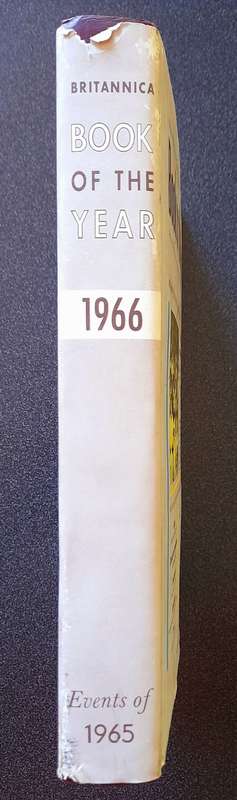 BRITANNICA
BOOK
OF THE
YEAR
1966
Events of
1965